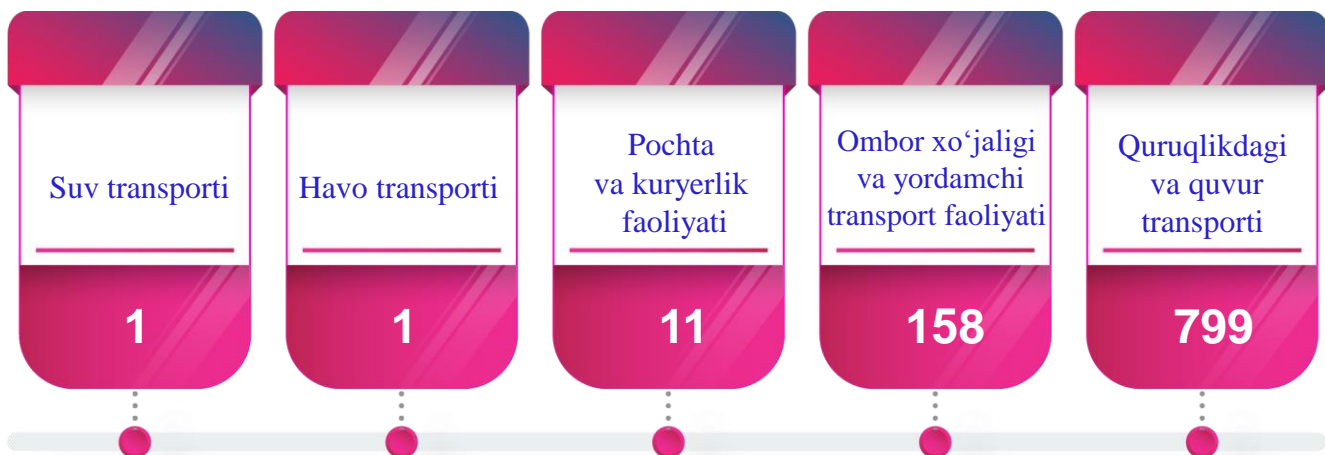 Suv transporti
1
Havo transporti
1
Pochta
va kuryerlik
faoliyati
11
Ombor xo‘jaligi
va yordamchi
transport faoliyati
158
Quruqlikdagi
va quvur
transporti
799